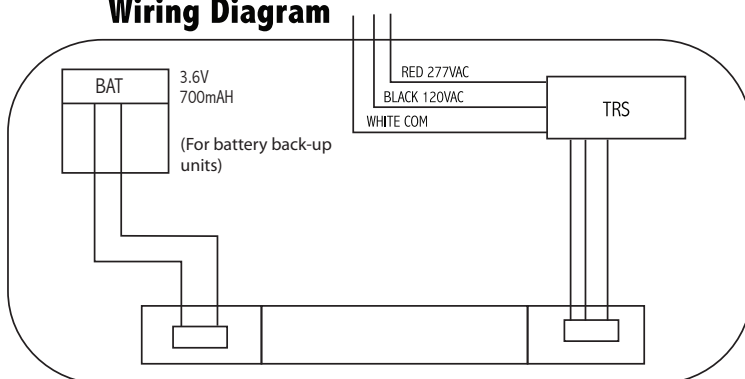 Wiring Diagram
BAT
3.6V
700mAH
(For battery back-up
units)
RED 277VAC
BLACK 120VAC
WHITE COM
TRS